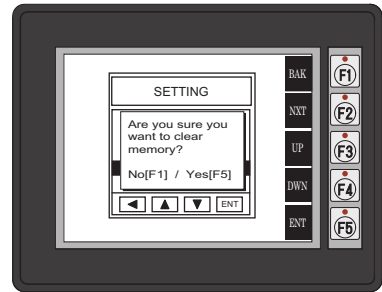 SETTING
Are you sure you
want to clear
memory?
No[F1] / Yes[F5]
ENT
BAK
NXT
UP
DWN
ENT
F1
F2
F3
F4
F5